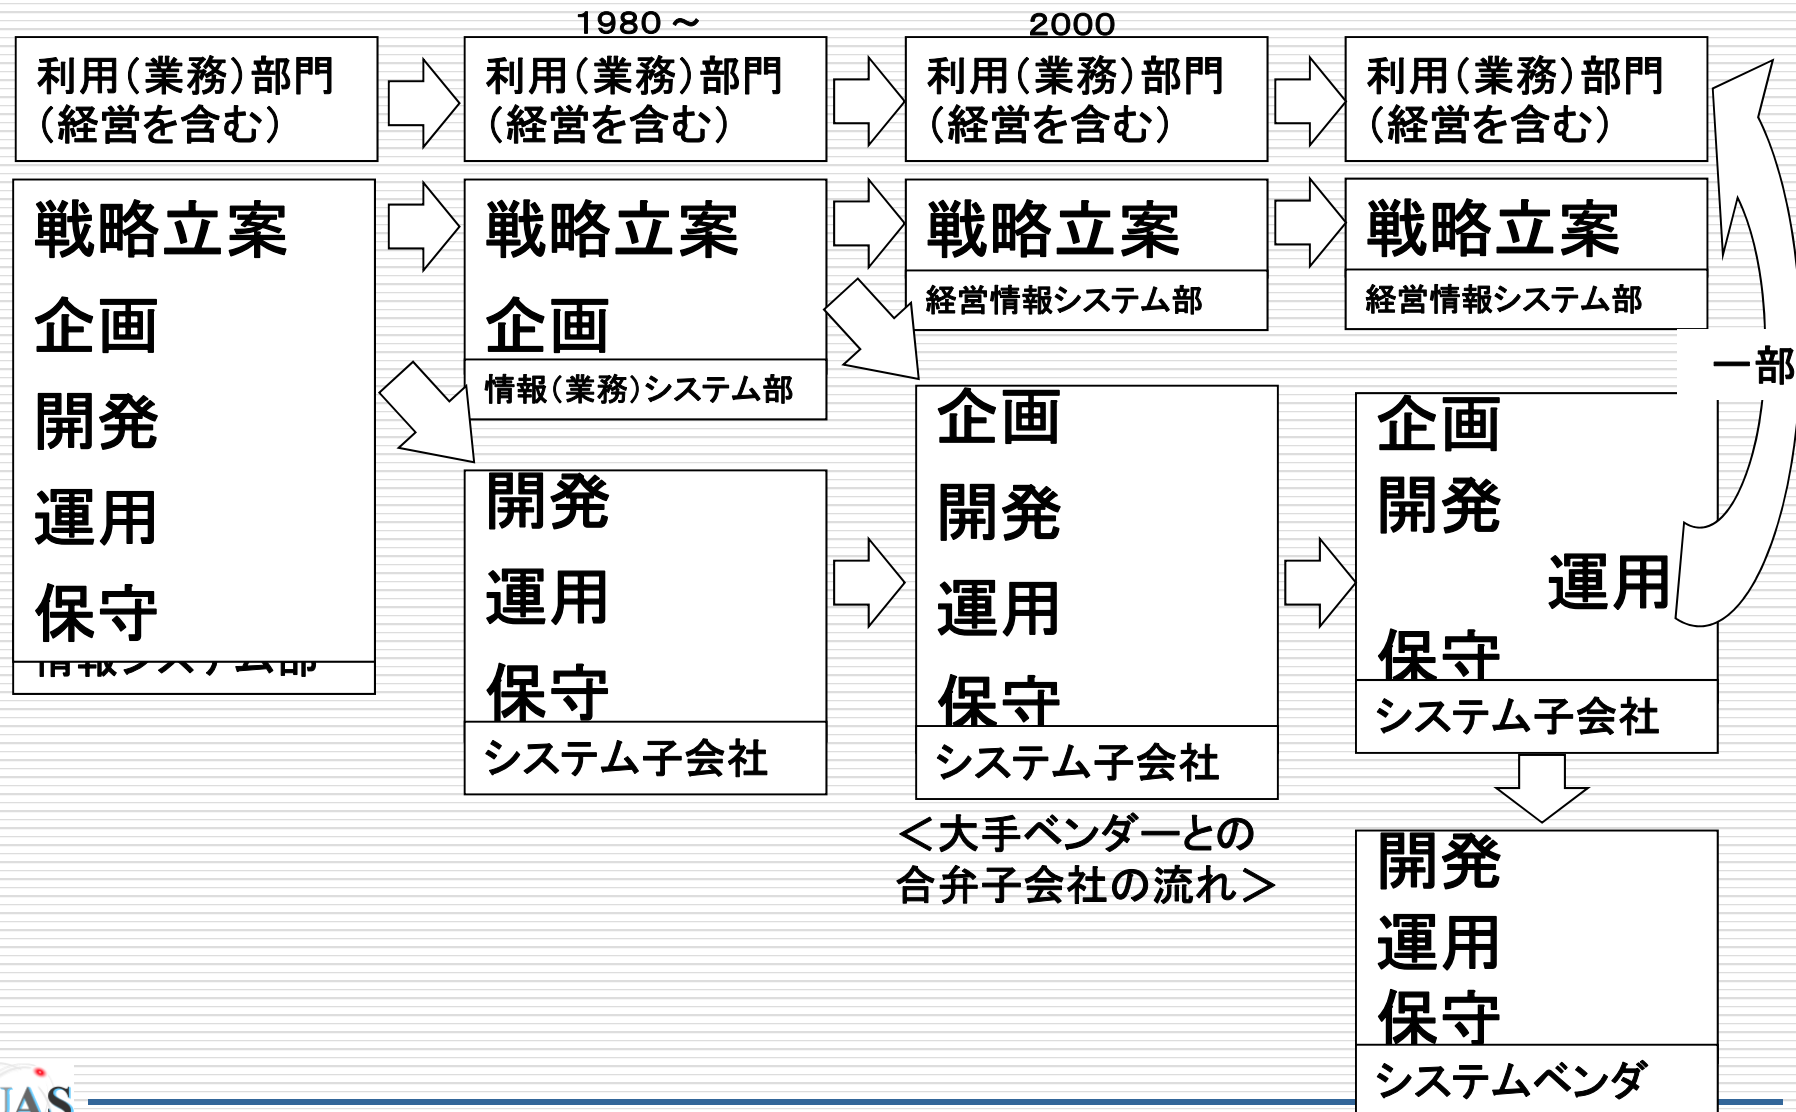 1980～
2000
利用（業務）部門
（経営を含む）
利用（業務）部門
（経営を含む）
利用（業務）部門
（経営を含む）
利用（業務）部門
（経営を含む）
戦略立案
企画
開発
運用
保守
情報システム部
戦略立案
企画
情報（業務）システム部
開発
運用
保守
システム子会社
戦略立案
経営情報システム部
企画
開発
運用
保守
システム子会社
＜大手ベンダーとの
合弁子会社の流れ＞
戦略立案
経営情報システム部
一部
企画
開発
運用
保守
システム子会社
開発
運用
保守
システムベンダ